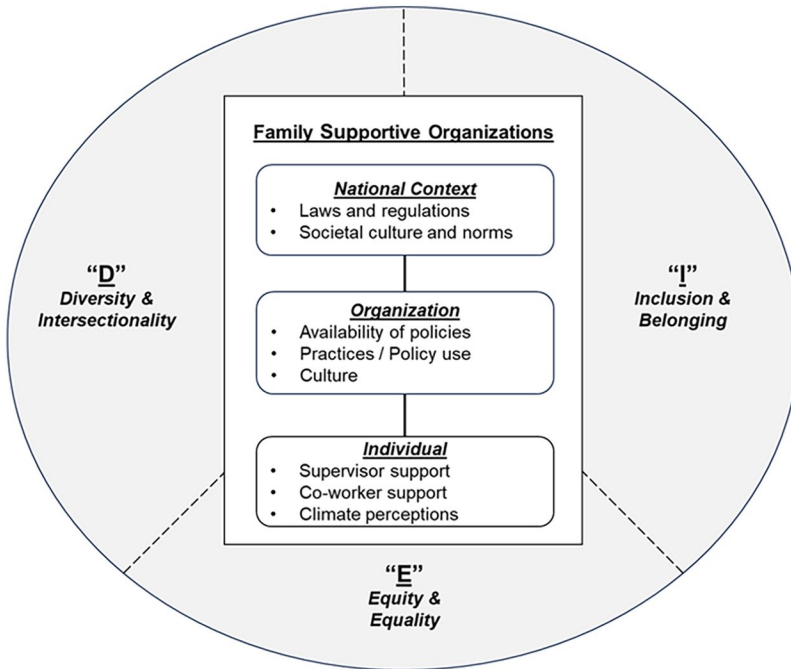 Family Supportive Organizations
National Context
• Laws and regulations
• Societal culture and norms
Organization
• Availability of policies
• Practices / Policy use
• Culture
Individual
• Supervisor support
• Co-worker support
• Climate perceptions
“D”
Diversity &
Intersectionality
“I”
Inclusion &
Belonging
“E”
Equity &
Equality